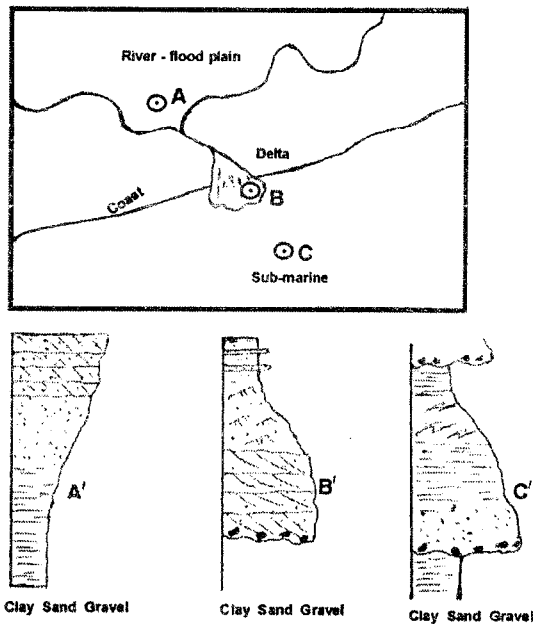 River - flood plain
A
Delta
B
Coast
C
Sub-marine
A'
B'
C'
Clay Sand Gravel
Clay Sand Gravel
Clay Sand Gravel